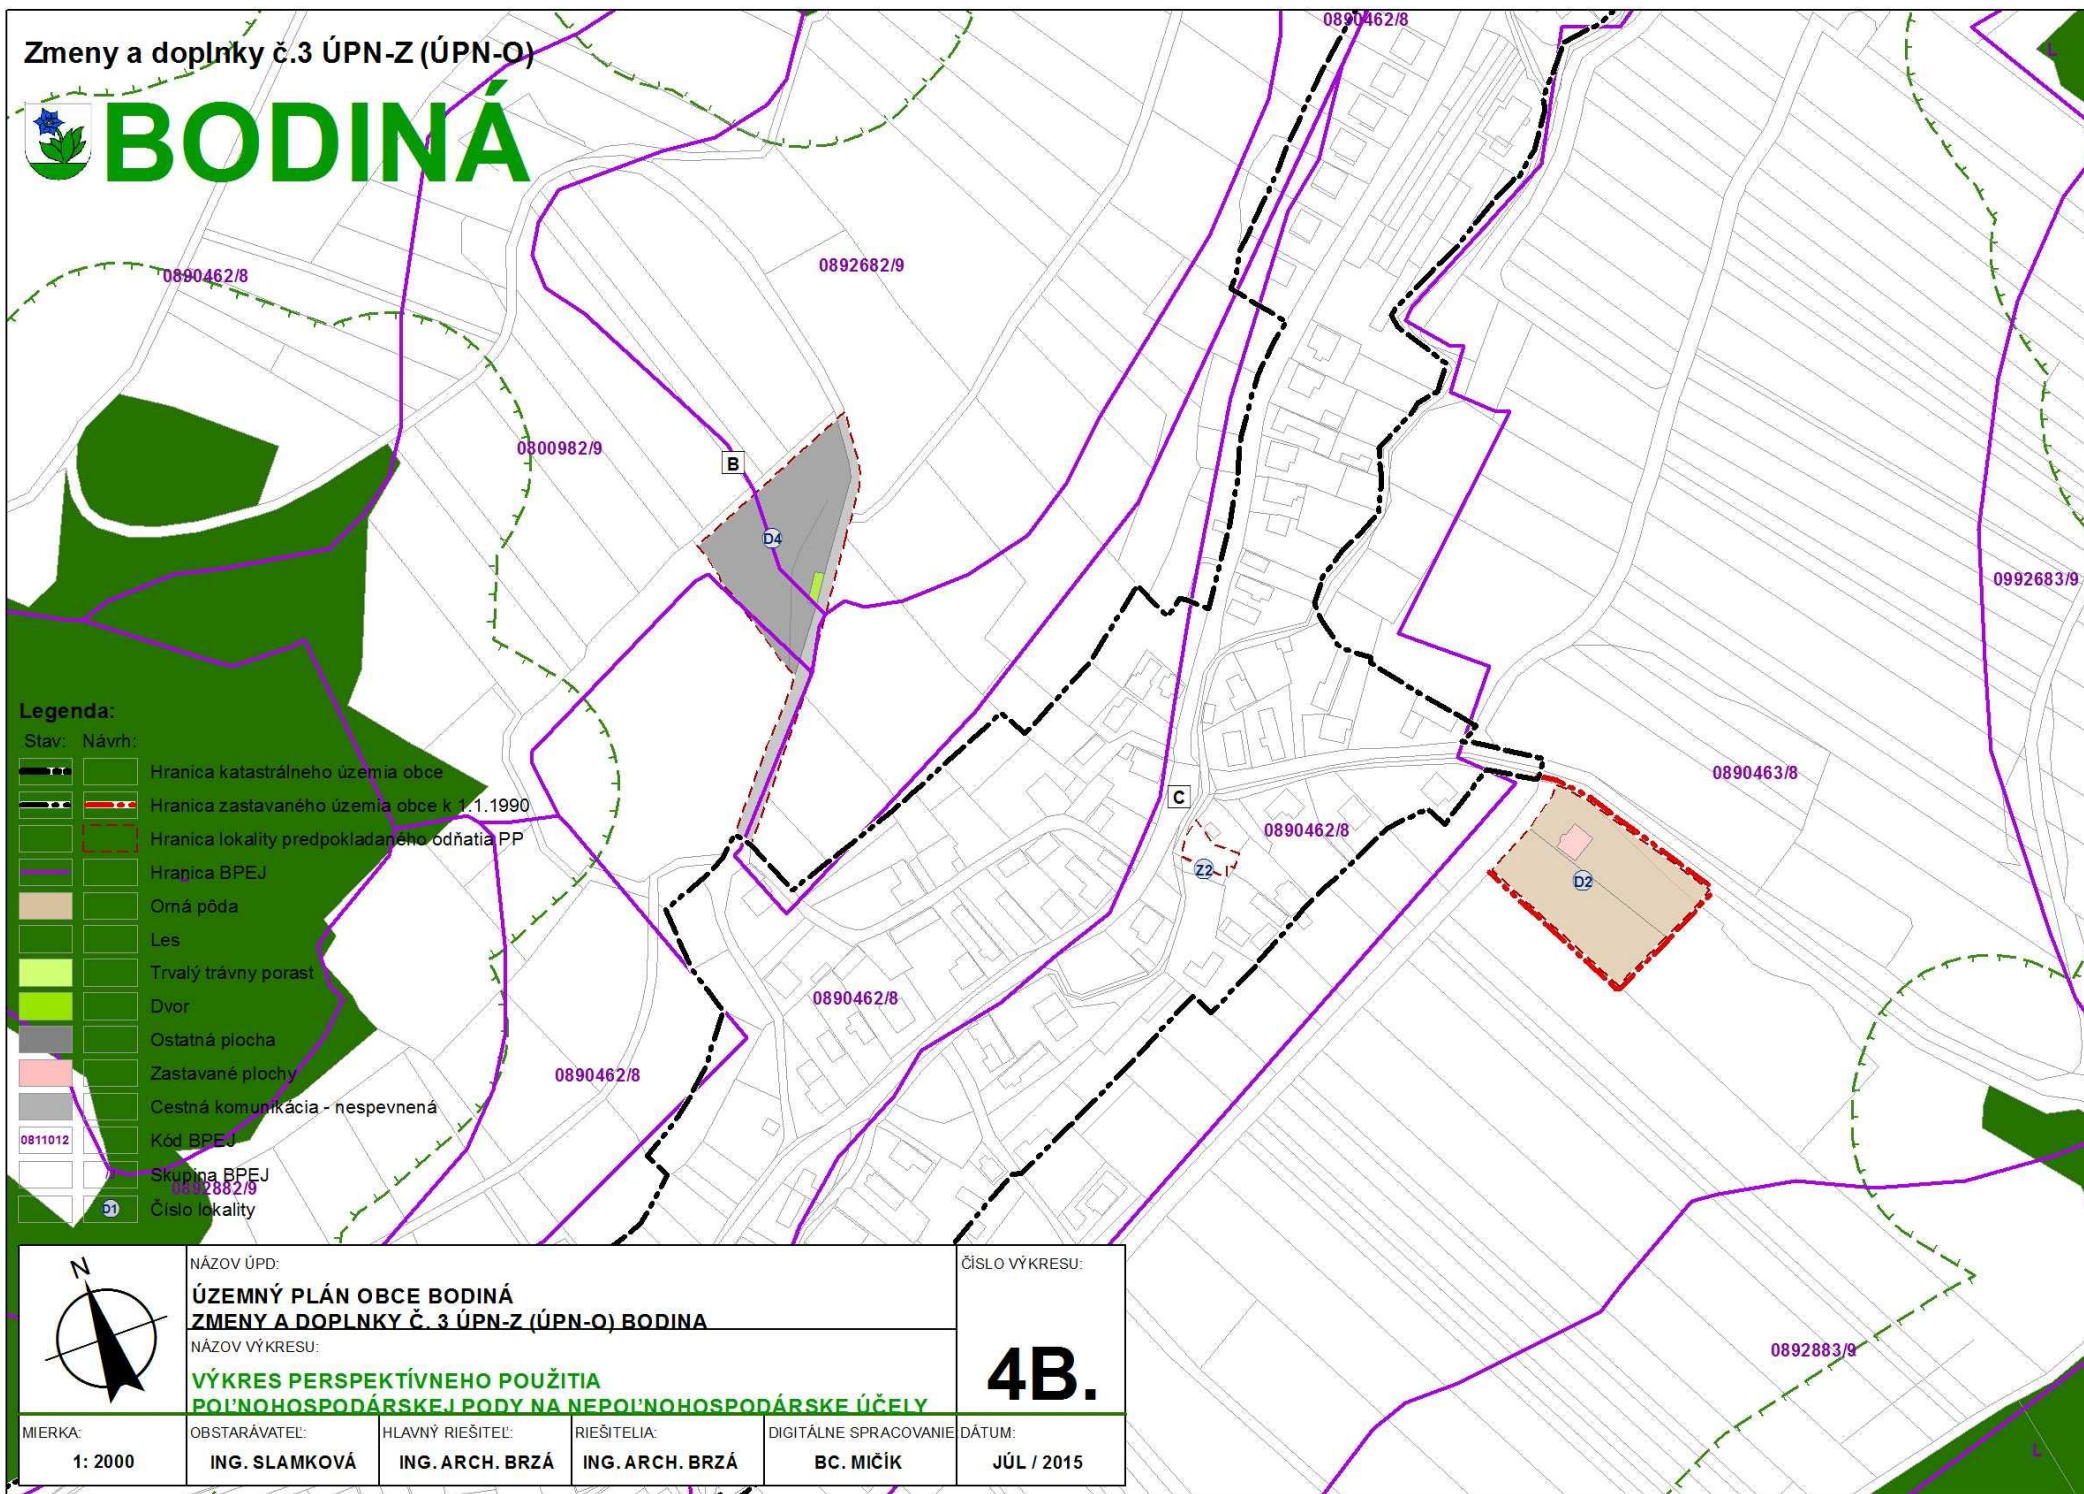 Zmeny a doplnky č.3 ÚPN-Z (ÚPN-O)
BODINÁ
0890462/8
L
0890462/8
0892682/9
0800982/9
B
D4
0992683/9
C
0890463/8
0890462/8
Z2
D2
0890462/8
0890462/8
0892882/9
0892883/9
L
Legenda:
Stav: Návrh:
Hranica katastrálneho územia obce
Hranica zastavaného územia obce k 1.1.1990
Hranica lokality predpokladaného odňatia PP
Hranica BPEJ
Orná pôda
Les
Trvalý trávny porast
Dvor
Ostatná plocha
Zastavané plochy
Cestná komunikácia - nespevnená
0811012 Kód BPEJ
Skupina BPEJ
D1 Číslo lokality
N
NÁZOV ÚPD:
ÚZEMNÝ PLÁN OBCE BODINÁ
ZMENY A DOPLNKY Č. 3 ÚPN-Z (ÚPN-O) BODINA
NÁZOV VÝKRESU:
VÝKRES PERSPEKTÍVNEHO POUŽITIA
POĽNOHOSPODÁRSKEJ PODY NA NEPOĽNOHOSPODÁRSKE ÚČELY
ČÍSLO VÝKRESU:
4B.
MIERKA:
1: 2000
OBSTARÁVATEĽ:
ING. SLAMKOVÁ
HLAVNÝ RIEŠITEĽ:
ING. ARCH. BRZÁ
RIEŠITELIA:
ING. ARCH. BRZÁ
DIGITÁLNE SPRACOVANIE
BC. MIČÍK
DÁTUM:
JÚL / 2015